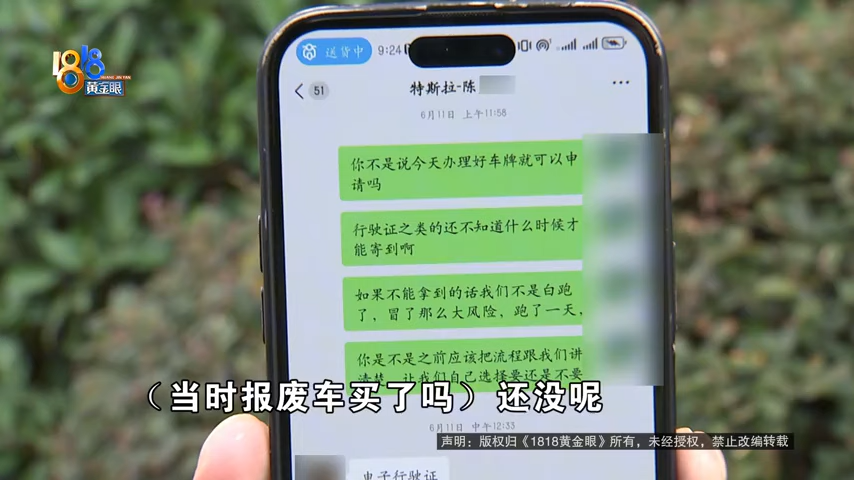 送货中
9:24
1818
HUANG JIN YAN
黄金眼
51
特斯拉-陈
6月11日 上午11:58
你不是说今天办理好车牌就可以申
请吗
行驶证之类的还不知道什么时候才
能寄到啊
如果不能拿到的话我们不是白跑
了，冒了那么大风险，跑了一天，
你是不是之前应该把流程跟我们讲
清楚，让我们自己选择要还是不要
（当时报废车买了吗）还没呢
6月11日 中午12:33
声明：版权归《1818黄金眼》所有，未经授权，禁止改编转载
电子行驶证